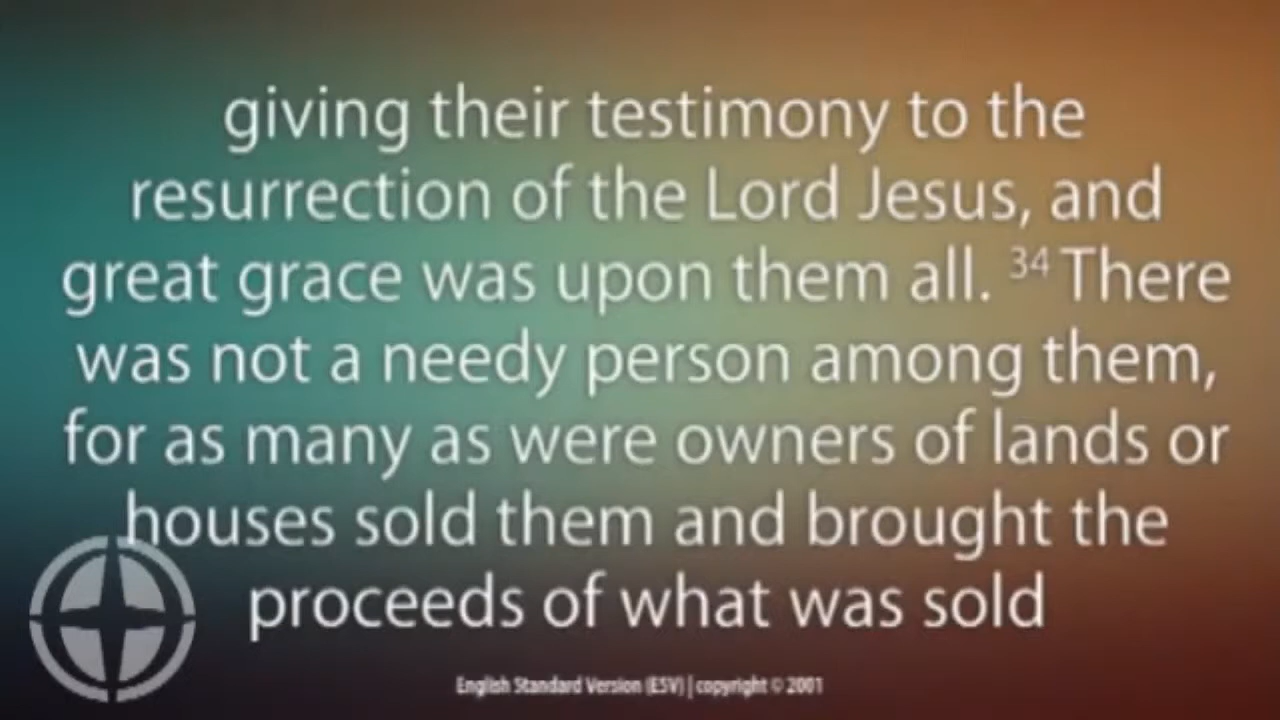 giving their testimony to the
resurrection of the Lord Jesus, and
great grace was upon them all. 34 There
was not a needy person among them,
for as many as were owners of lands or
houses sold them and brought the
proceeds of what was sold
English Standard Version (ESV) | copyright © 2001